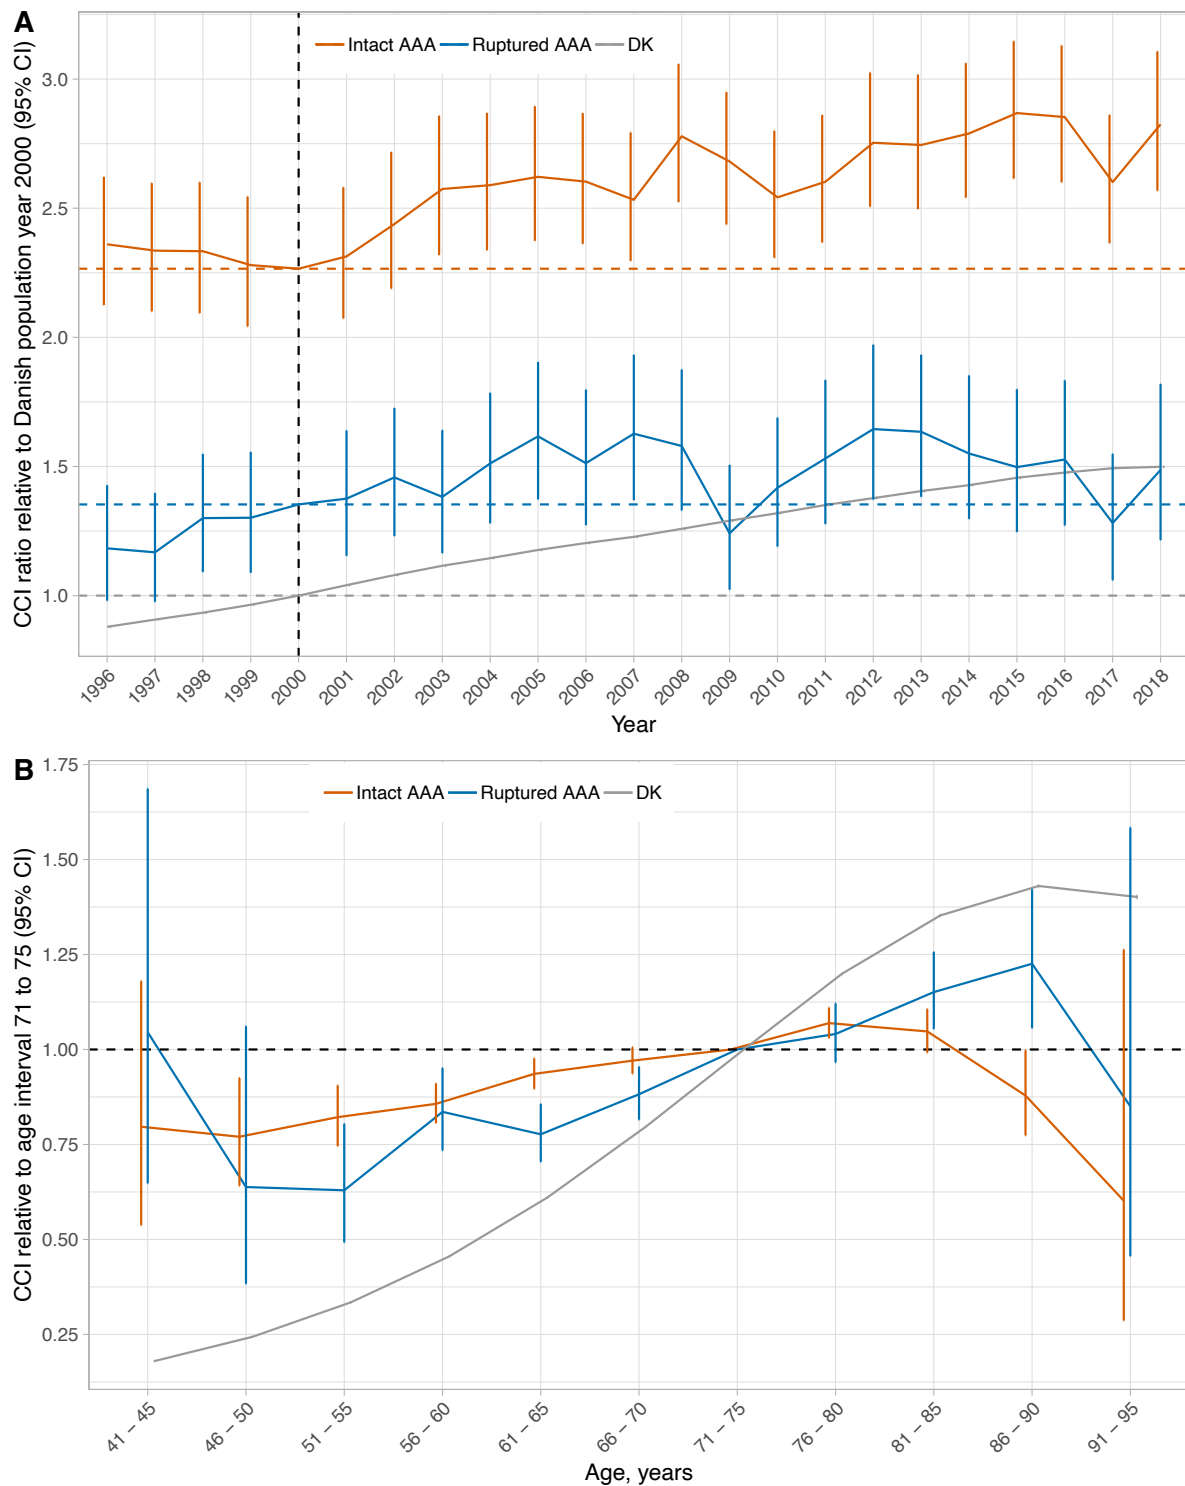 A
CCI ratio relative to Danish population year 2000 (95% CI)
Intact AAA Ruptured AAA DK
3.0
2.5
2.0
1.5
1.0
1996 1997 1998 1999 2000 2001 2002 2003 2004 2005 2006 2007 2008 2009 2010 2011 2012 2013 2014 2015 2016 2017 2018
Year
B
CCI relative to age interval 71 to 75 (95% CI)
Intact AAA Ruptured AAA DK
1.75
1.50
1.25
1.00
0.75
0.50
0.25
41 – 45 46 – 50 51 – 55 56 – 60 61 – 65 66 – 70 71 – 75 76 – 80 81 – 85 86 – 90 91 – 95
Age, years